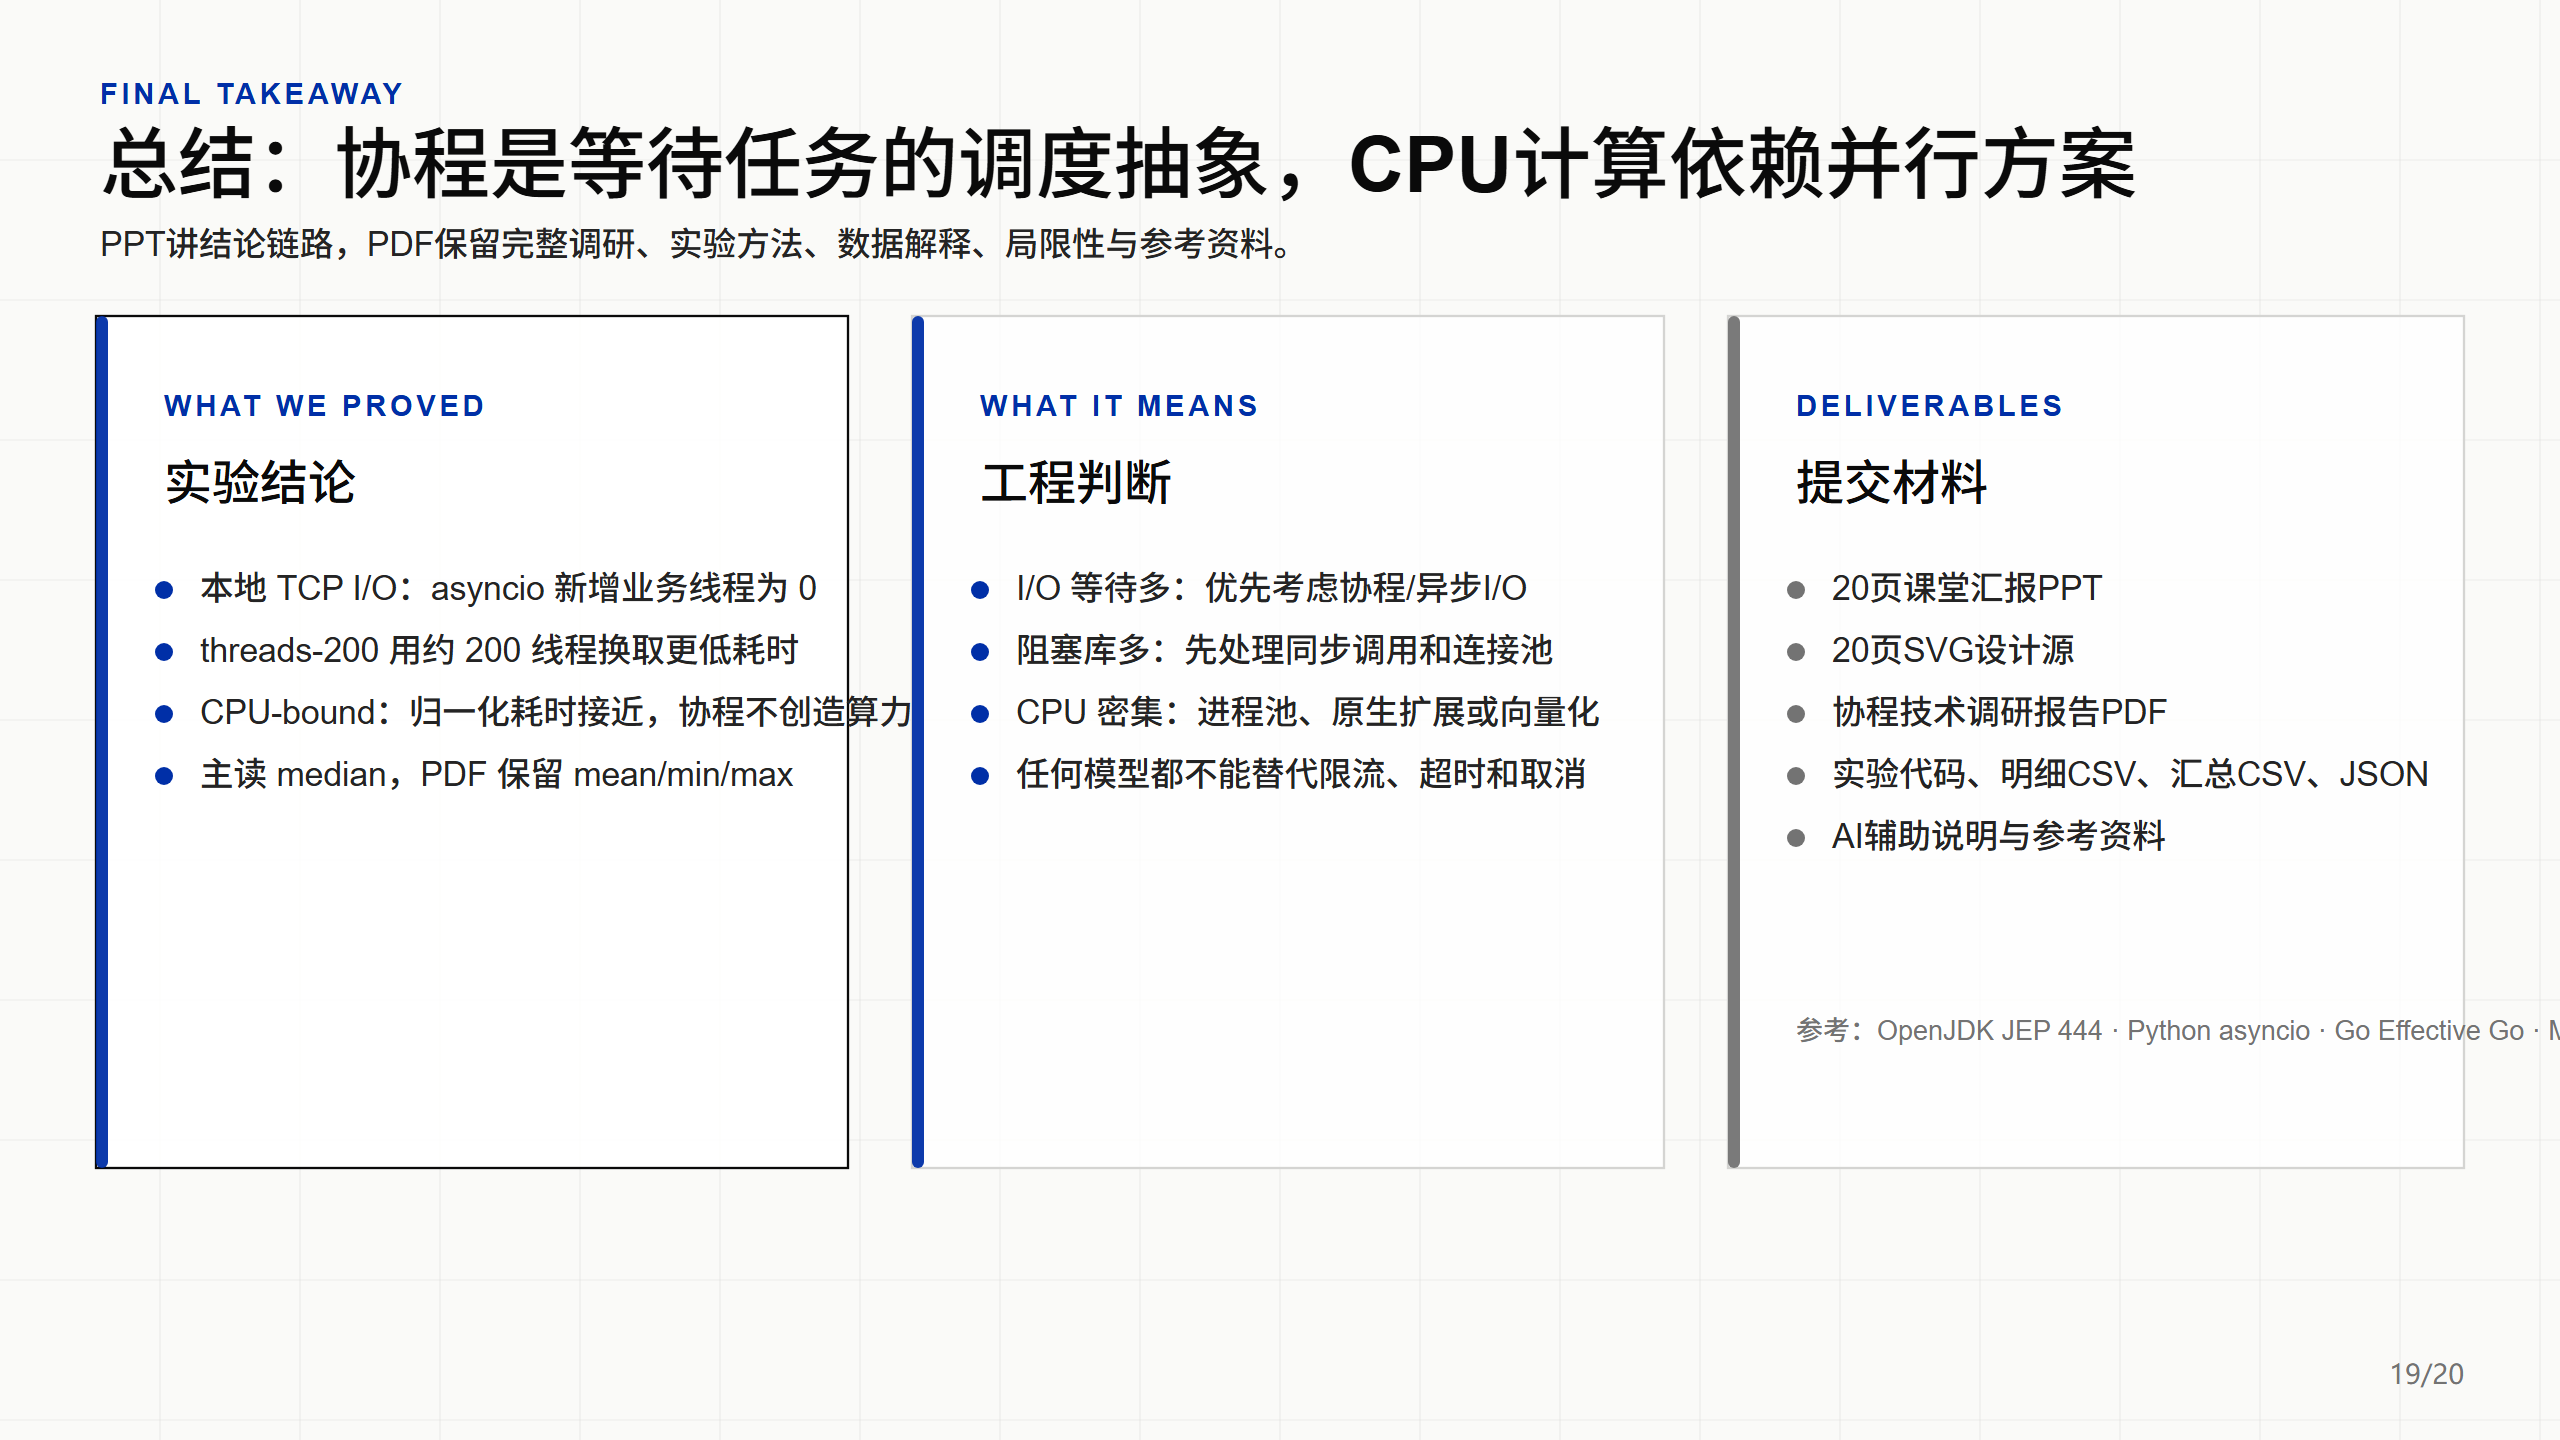 FINAL TAKEAWAY
总结：协程是等待任务的调度抽象，CPU计算依赖并行方案
PPT讲结论链路，PDF保留完整调研、实验方法、数据解释、局限性与参考资料。
WHAT WE PROVED
实验结论
本地 TCP I/O：asyncio 新增业务线程为 0
threads-200 用约 200 线程换取更低耗时
CPU-bound：归一化耗时接近，协程不创造算力
主读 median，PDF 保留 mean/min/max
WHAT IT MEANS
工程判断
I/O 等待多：优先考虑协程/异步I/O
阻塞库多：先处理同步调用和连接池
CPU 密集：进程池、原生扩展或向量化
任何模型都不能替代限流、超时和取消
DELIVERABLES
提交材料
20页课堂汇报PPT
20页SVG设计源
协程技术调研报告PDF
实验代码、明细CSV、汇总CSV、JSON
AI辅助说明与参考资料
参考：OpenJDK JEP 444 · Python asyncio · Go Effective Go ·
19/20